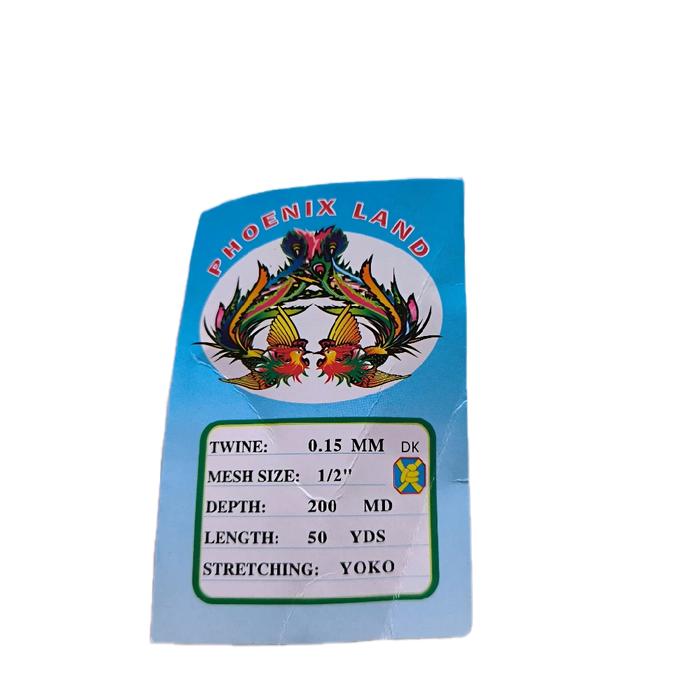 PHOENIX LAND
TWINE: 0.15 MM DK
MESH SIZE: 1/2"
DEPTH: 200 MD
LENGTH: 50 YDS
STRETCHING: YOKO